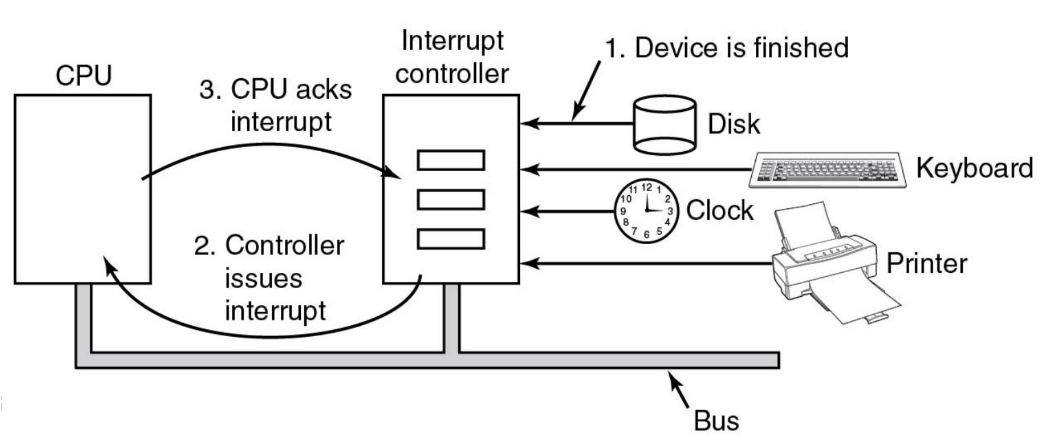 CPU
3. CPU acks
interrupt
Interrupt
controller
1. Device is finished
Disk
Keyboard
11 12 1
10 2
9 3
8 4
7 6 5
Clock
Printer
2. Controller
issues
interrupt
Bus